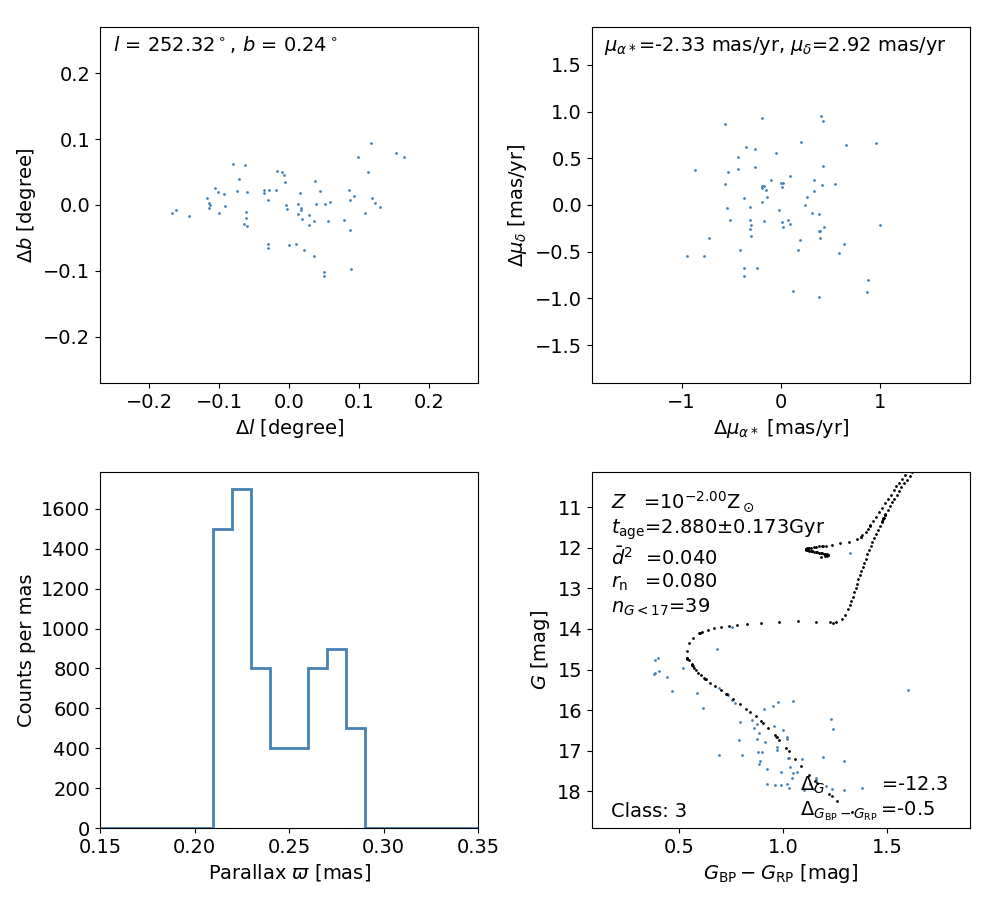 l = 252.32°, b = 0.24°
0.2
0.1
0.0
−0.1
−0.2
Δb [degree]
−0.2 −0.1 0.0 0.1 0.2
Δl [degree]
μα∗=-2.33 mas/yr, μδ=2.92 mas/yr
1.5
1.0
0.5
0.0
−0.5
−1.0
−1.5
Δμδ [mas/yr]
−1 0 1
Δμα∗ [mas/yr]
1600
1400
1200
1000
800
600
400
200
0
Counts per mas
0.15 0.20 0.25 0.30 0.35
Parallax ϖ [mas]
Z =10^−2.00Z⊙
tage=2.880±0.173Gyr
d̄² =0.040
rn =0.080
nG<17=39
11
12
13
14
15
16
17
18
G [mag]
ΔG =-12.3
Class: 3
ΔGBP−GRP=-0.5
0.5 1.0 1.5
GBP − GRP [mag]